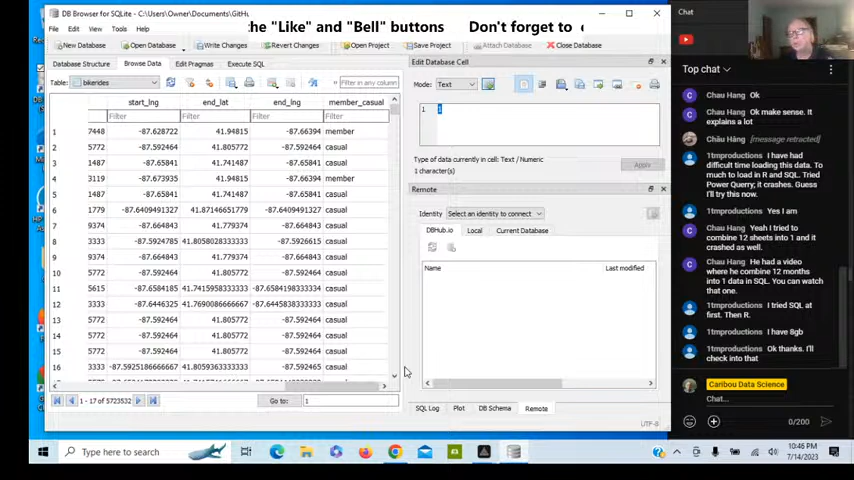 DB Browser for SQLite - C:\Users\Owner\Documents\GitHu
the "Like" and "Bell" buttons Don't forget to
File Edit View Tools Help
New Database Open Database Write Changes Revert Changes Open Project Save Project Attach Database Close Database
Database Structure Browse Data Edit Pragmas Execute SQL
Table: bikerides Filter in any column
start_lng end_lat end_lng member_casual
Filter Filter Filter Filter
1 7448 -87.628722 41.94815 -87.66394 member
2 5772 -87.592464 41.805772 -87.592464 casual
3 1487 -87.65841 41.741487 -87.65841 casual
4 3119 -87.673935 41.94815 -87.66394 member
5 1487 -87.65841 41.741487 -87.65841 casual
6 1779 -87.6409491327 41.87146651779 -87.6409491327 casual
7 9374 -87.664843 41.779374 -87.664843 casual
8 3333 -87.5924785 41.8058028333333 -87.5926615 casual
9 9374 -87.664843 41.779374 -87.664843 casual
10 5772 -87.592464 41.805772 -87.592464 casual
11 5615 -87.6584185 41.7415958333333 -87.6584198333333 casual
12 3333 -87.6446325 41.7690086666667 -87.6445838333333 casual
13 5772 -87.592464 41.805772 -87.592464 casual
14 5772 -87.592464 41.805772 -87.592464 casual
15 5772 -87.592464 41.805772 -87.592464 casual
16 3333 -87.5925186666667 41.8059363333333 -87.592465 casual
1 - 17 of 5723532 Go to: 1
Edit Database Cell
Mode: Text
1 1
Type of data currently in cell: Text / Numeric
1 character(s)
Apply
Remote
Identity Select an identity to connect
DBHub.io Local Current Database
Name Last modified
SQL Log Plot DB Schema Remote
UTF-8
Chat
Top chat
Chau Hang Ok
Chau Hang Ok make sense. It
explains a lot
Châu Hằng [message retracted]
1tmproductions I have had
difficult time loading this data. To
much to load in R and SQL. Tried
Power Query, it crashes. Guess
I'll try this now.
1tmproductions Yes I am
Chau Hang Yeah I tried to
combine 12 sheets into 1 and it
crashed as well.
Chau Hang He had a video
where he combine 12 months
into 1 data in SQL. You can watch
that one.
1tmproductions I tried SQL at
first. Then R.
1tmproductions I have 8gb
1tmproductions Ok thanks. I'll
check into that
Caribou Data Science
Chat...
0/200
Type here to search
10:46 PM
7/14/2023